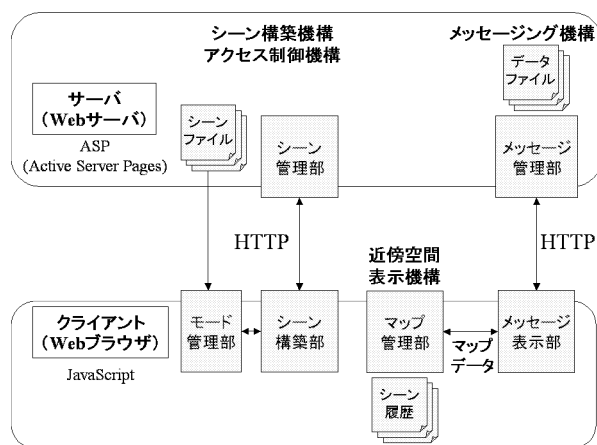 シーン構築機構
アクセス制御機構
メッセージング機構
サーバ
(Webサーバ)
ASP
(Active Server Pages)
シーン
ファイル
シーン
管理部
データ
ファイル
メッセージ
管理部
HTTP
HTTP
近傍空間
表示機構
クライアント
(Webブラウザ)
JavaScript
モード
管理部
シーン
構築部
マップ
管理部
マップ
データ
メッセージ
表示部
シーン
履歴